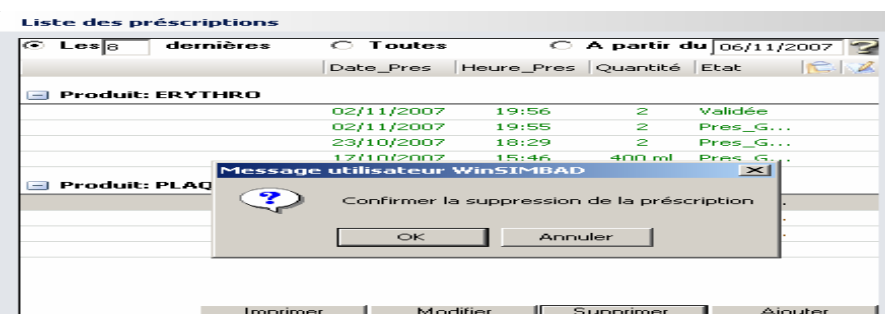 Liste des préscriptions
Les 8 dernières Toutes A partir du 06/11/2007
Date_Pres Heure_Pres Quantité Etat
Produit: ERYTHRO
02/11/2007 19:56 2 Validée
02/11/2007 19:55 2 Pres_G...
23/10/2007 18:29 2 Pres_G...
17/10/2007 15:46 400 ml Pres_G...
Message utilisateur WinSIMBAD
Produit: PLAQ
Confirmer la suppression de la préscription
OK Annuler
Imprimer Modifier Supprimer Ajouter